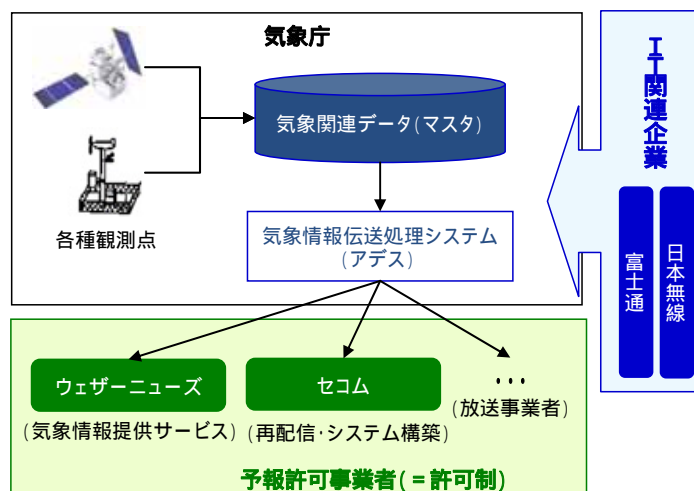 気象庁
気象関連データ(マスタ)
各種観測点
気象情報伝送処理システム
(アデス)
IT関連企業
富士通
日本無線
ウェザーニューズ
(気象情報提供サービス)
セコム
(再配信･システム構築)
･･･
(放送事業者)
予報許可事業者(=許可制)